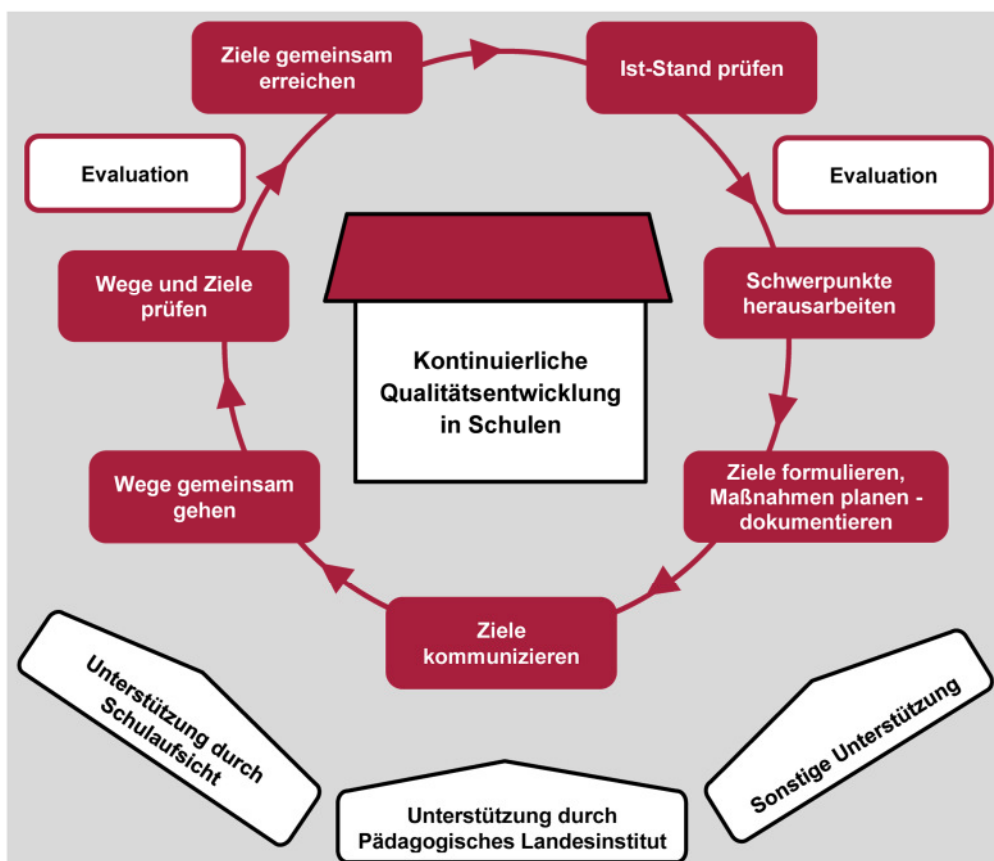 Ziele gemeinsam
erreichen
Ist-Stand prüfen
Evaluation
Evaluation
Wege und Ziele
prüfen
Schwerpunkte
herausarbeiten
Kontinuierliche
Qualitätsentwicklung
in Schulen
Wege gemeinsam
gehen
Ziele formulieren,
Maßnahmen planen -
dokumentieren
Ziele
kommunizieren
Unterstützung durch
Schulaufsicht
Unterstützung durch
Pädagogisches Landesinstitut
Sonstige Unterstützung